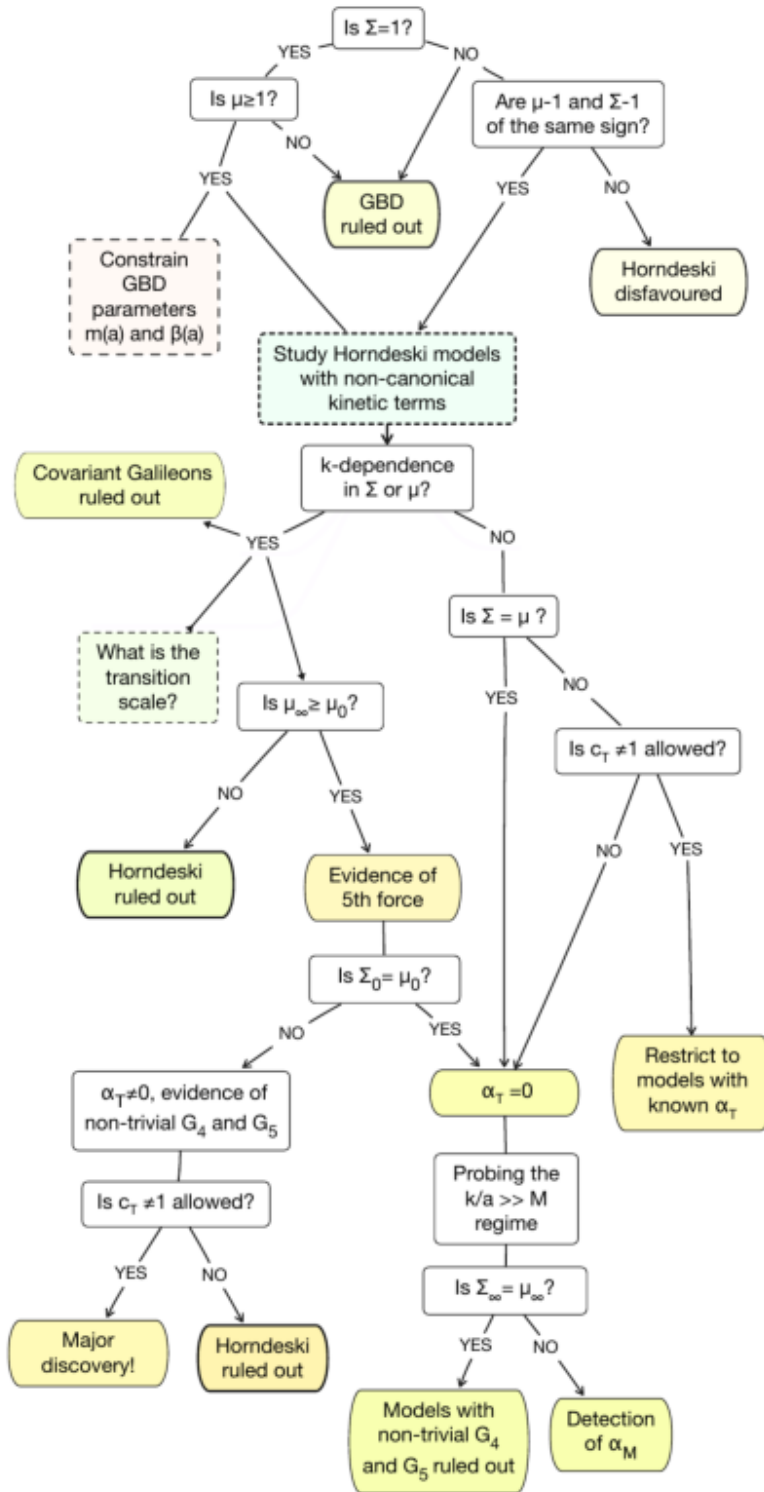 Is Σ=1?
YES
NO
Is μ≥1?
Are μ-1 and Σ-1
of the same sign?
NO
YES
YES
NO
GBD
ruled out
Constrain
GBD
parameters
m(a) and β(a)
Horndeski
disfavoured
Study Horndeski models
with non-canonical
kinetic terms
Covariant Galileons
ruled out
k-dependence
in Σ or μ?
YES
NO
Is Σ = μ ?
What is the
transition
scale?
Is μ∞≥ μ0?
YES
NO
Is cT ≠1 allowed?
NO
YES
NO
YES
Horndeski
ruled out
Evidence of
5th force
Is Σ0= μ0?
NO
YES
αT≠0, evidence of
non-trivial G4 and G5
αT =0
Restrict to
models with
known αT
Probing the
k/a >> M
regime
Is cT ≠1 allowed?
YES
NO
Is Σ∞= μ∞?
YES
NO
Major
discovery!
Horndeski
ruled out
Models with
non-trivial G4
and G5 ruled out
Detection
of αM